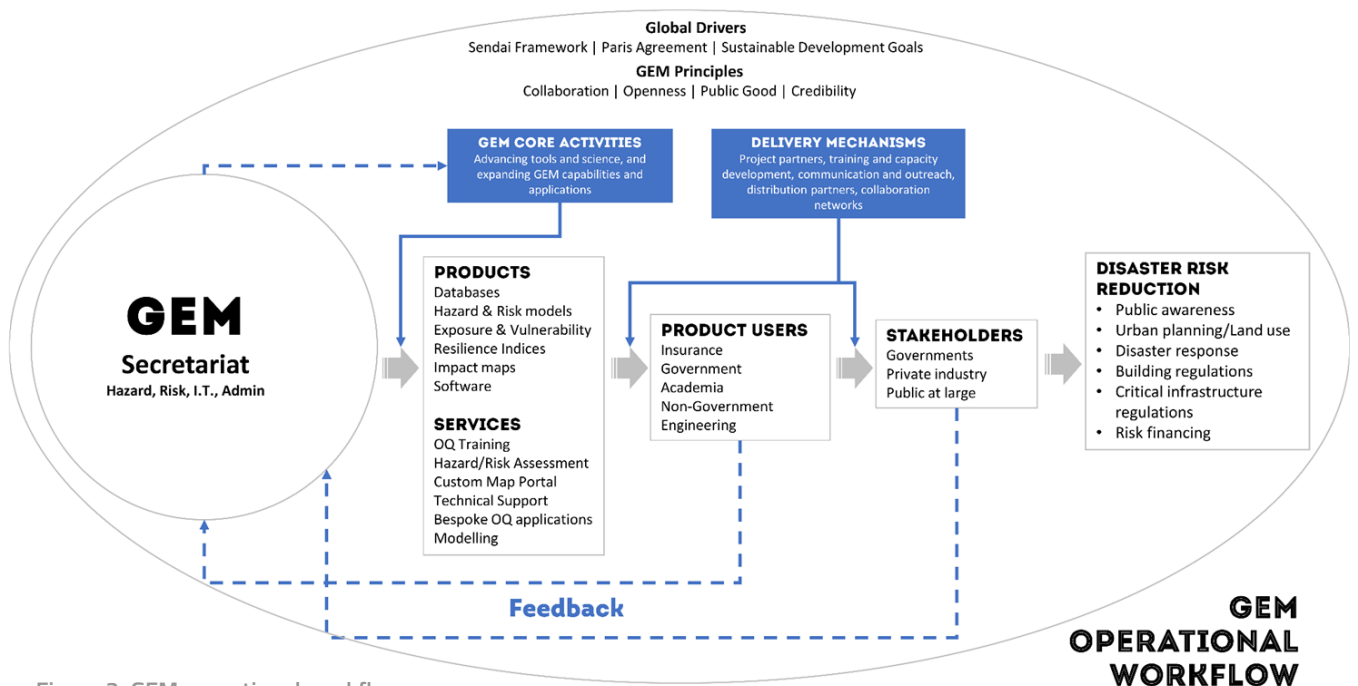 Global Drivers
Sendai Framework | Paris Agreement | Sustainable Development Goals
GEM Principles
Collaboration | Openness | Public Good | Credibility
GEM CORE ACTIVITIES
Advancing tools and science, and
expanding GEM capabilities and
applications
DELIVERY MECHANISMS
Project partners, training and capacity
development, communication and outreach,
distribution partners, collaboration
networks
GEM
Secretariat
Hazard, Risk, I.T., Admin
PRODUCTS
Databases
Hazard & Risk models
Exposure & Vulnerability
Resilience Indices
Impact maps
Software
SERVICES
OQ Training
Hazard/Risk Assessment
Custom Map Portal
Technical Support
Bespoke OQ applications
Modelling
PRODUCT USERS
Insurance
Government
Academia
Non-Government
Engineering
STAKEHOLDERS
Governments
Private industry
Public at large
DISASTER RISK
REDUCTION
• Public awareness
• Urban planning/Land use
• Disaster response
• Building regulations
• Critical infrastructure
regulations
• Risk financing
Feedback
GEM
OPERATIONAL
WORKFLOW